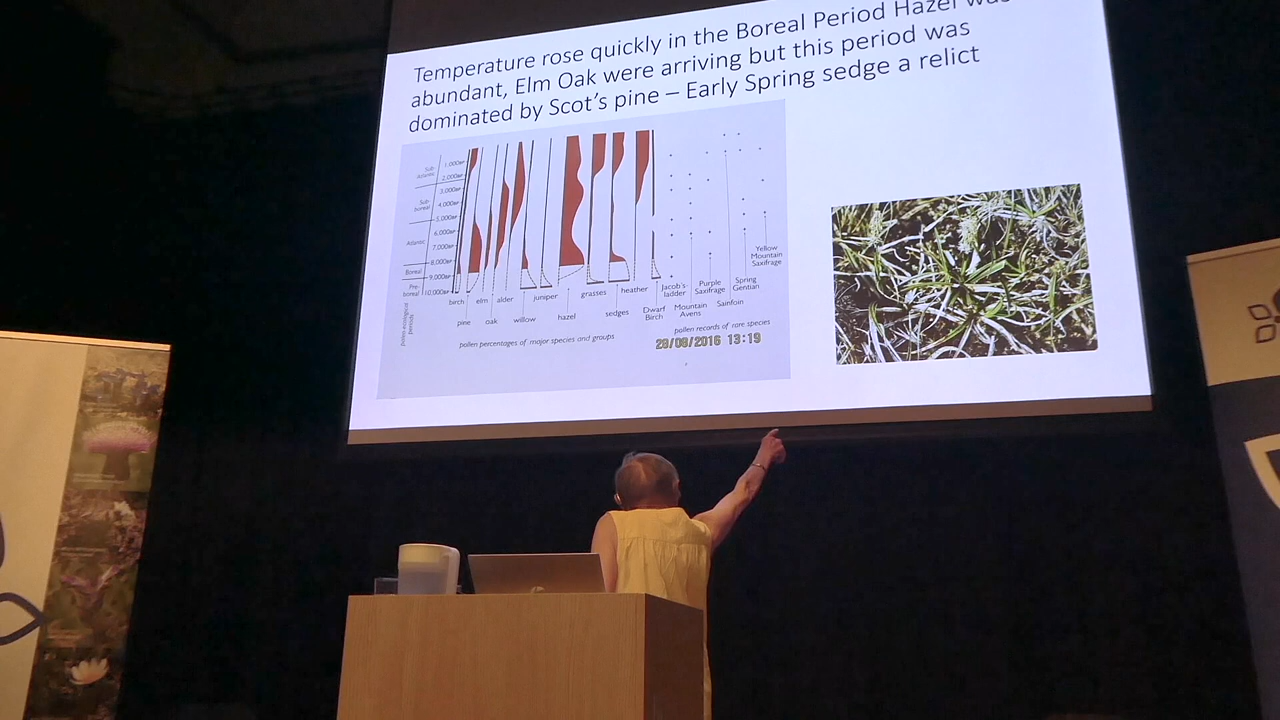 Temperature rose quickly in the Boreal Period Hazel was
abundant, Elm Oak were arriving but this period was
dominated by Scot's pine – Early Spring sedge a relict
Sub-
atlantic
Sub-
boreal
Atlantic
Boreal
Pre-
boreal
1,000BP
2,000BP
3,000BP
4,000BP
5,000BP
6,000BP
7,000BP
8,000BP
9,000BP
10,000BP
birch
elm
alder
juniper
grasses
heather
Jacob's
ladder
Purple
Saxifrage
Spring
Gentian
Yellow
Mountain
Saxifrage
pine
oak
willow
hazel
sedges
Dwarf
Birch
Mountain
Avens
Sainfoin
pollen percentages of major species and groups
pollen records of rare species
29/09/2016 13:19